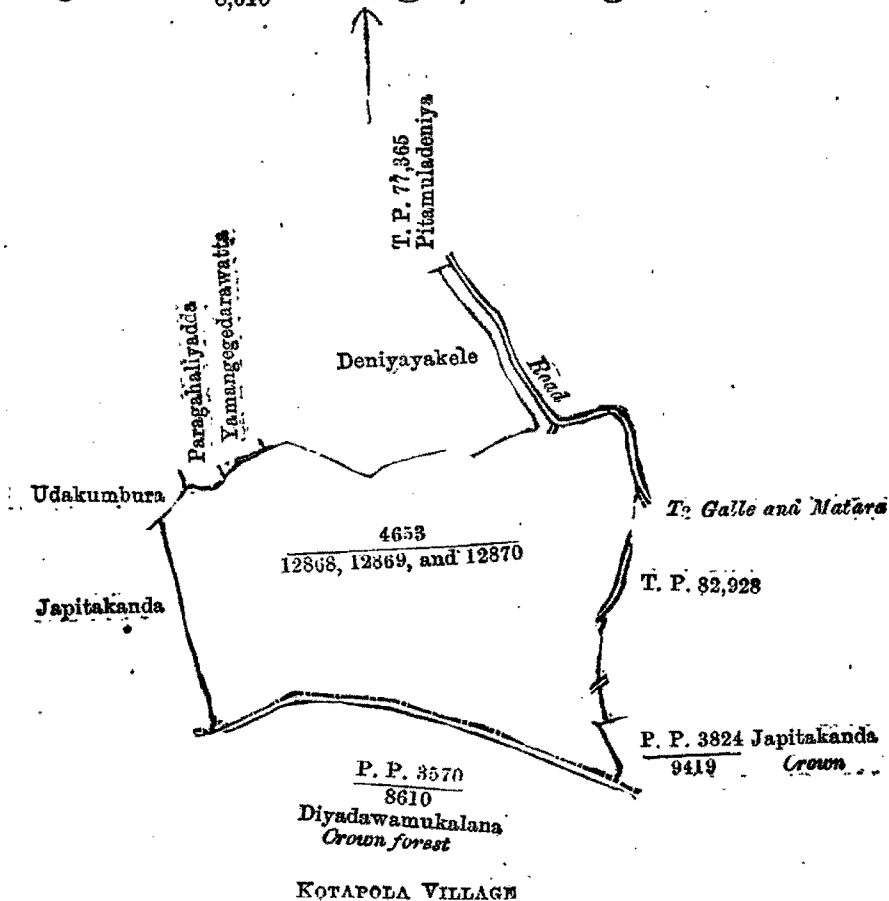 T. P. 77,365
Pitamuladeniya
Paragahaliyadda
Yamangegedarawatta
Deniyayakele
Road
Udakumbura
To Galle and Matara
4653
12868, 12869, and 12870
T. P. 82,928
Japitakanda
P. P. 3824 Japitakanda
9419 Crown
P. P. 3570
8610
Diyadawamukalana
Crown forest
KOTAPOLA VILLAGE